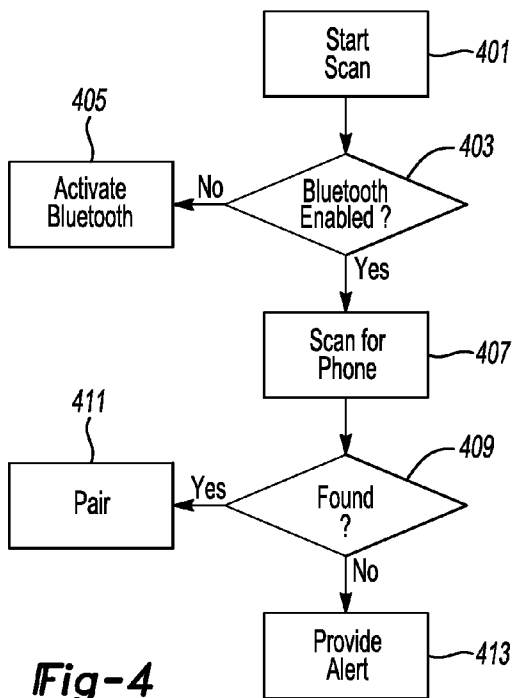 Start
Scan
401
405
403
Activate
Bluetooth
No
Bluetooth
Enabled ?
Yes
Scan for
Phone
407
411
409
Pair
Yes
Found
?
No
Provide
Alert
413
Fig-4